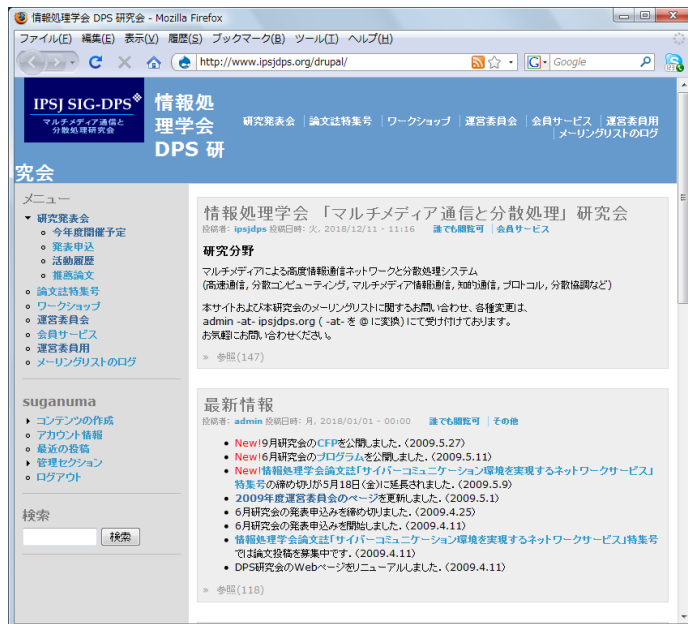 情報処理学会 DPS 研究会 - Mozilla Firefox
ファイル(F) 編集(E) 表示(V) 履歴(S) ブックマーク(B) ツール(T) ヘルプ(H)
http://www.ipsjdps.org/drupal/
Google
IPSJ SIG-DPS
マルチメディア通信と
分散処理研究会
情報処
理学会
DPS 研
究会
研究発表会 | 論文誌特集号 | ワークショップ | 運営委員会 | 会員サービス | 運営委員用
| メーリングリストのログ
メニュー
研究発表会
今年度開催予定
発表申込
活動履歴
推薦論文
論文誌特集号
ワークショップ
運営委員会
会員サービス
運営委員用
メーリングリストのログ
suganuma
コンテンツの作成
アカウント情報
最近の投稿
管理セクション
ログアウト
検索
検索
情報処理学会 「マルチメディア通信と分散処理」 研究会
投稿者: ipsjdps 投稿日時: 火, 2018/12/11 - 11:16 誰でも閲覧可 | 会員サービス
研究分野
マルチメディアによる高度情報通信ネットワークと分散処理システム
(高速通信, 分散コンピューティング, マルチメディア情報通信, 知的通信, プロトコル, 分散協調など)
本サイトおよび本研究会のメーリングリストに関するお問い合わせ、各種変更は、
admin -at- ipsjdps.org ( -at- を @ に変換) にて受け付けております。
お気軽にお問い合わせください。
» 参照(147)
最新情報
投稿者: admin 投稿日時: 月, 2018/01/01 - 00:00 誰でも閲覧可 | その他
New!9月研究会のCFPを公開しました. (2009.5.27)
New!6月研究会のプログラムを公開しました. (2009.5.11)
New!情報処理学会論文誌「サイバーコミュニケーション環境を実現するネットワークサービス」
特集号の締め切りが5月18日(金)に延長されました. (2009.5.9)
2009年度運営委員会のページを更新しました. (2009.5.1)
6月研究会の発表申込みを締め切りました. (2009.4.25)
6月研究会の発表申込みを開始しました. (2009.4.11)
情報処理学会論文誌「サイバーコミュニケーション環境を実現するネットワークサービス」特集号
では論文投稿を募集中です. (2009.4.11)
DPS研究会のWebページをリニューアルしました. (2009.4.11)
» 参照(118)